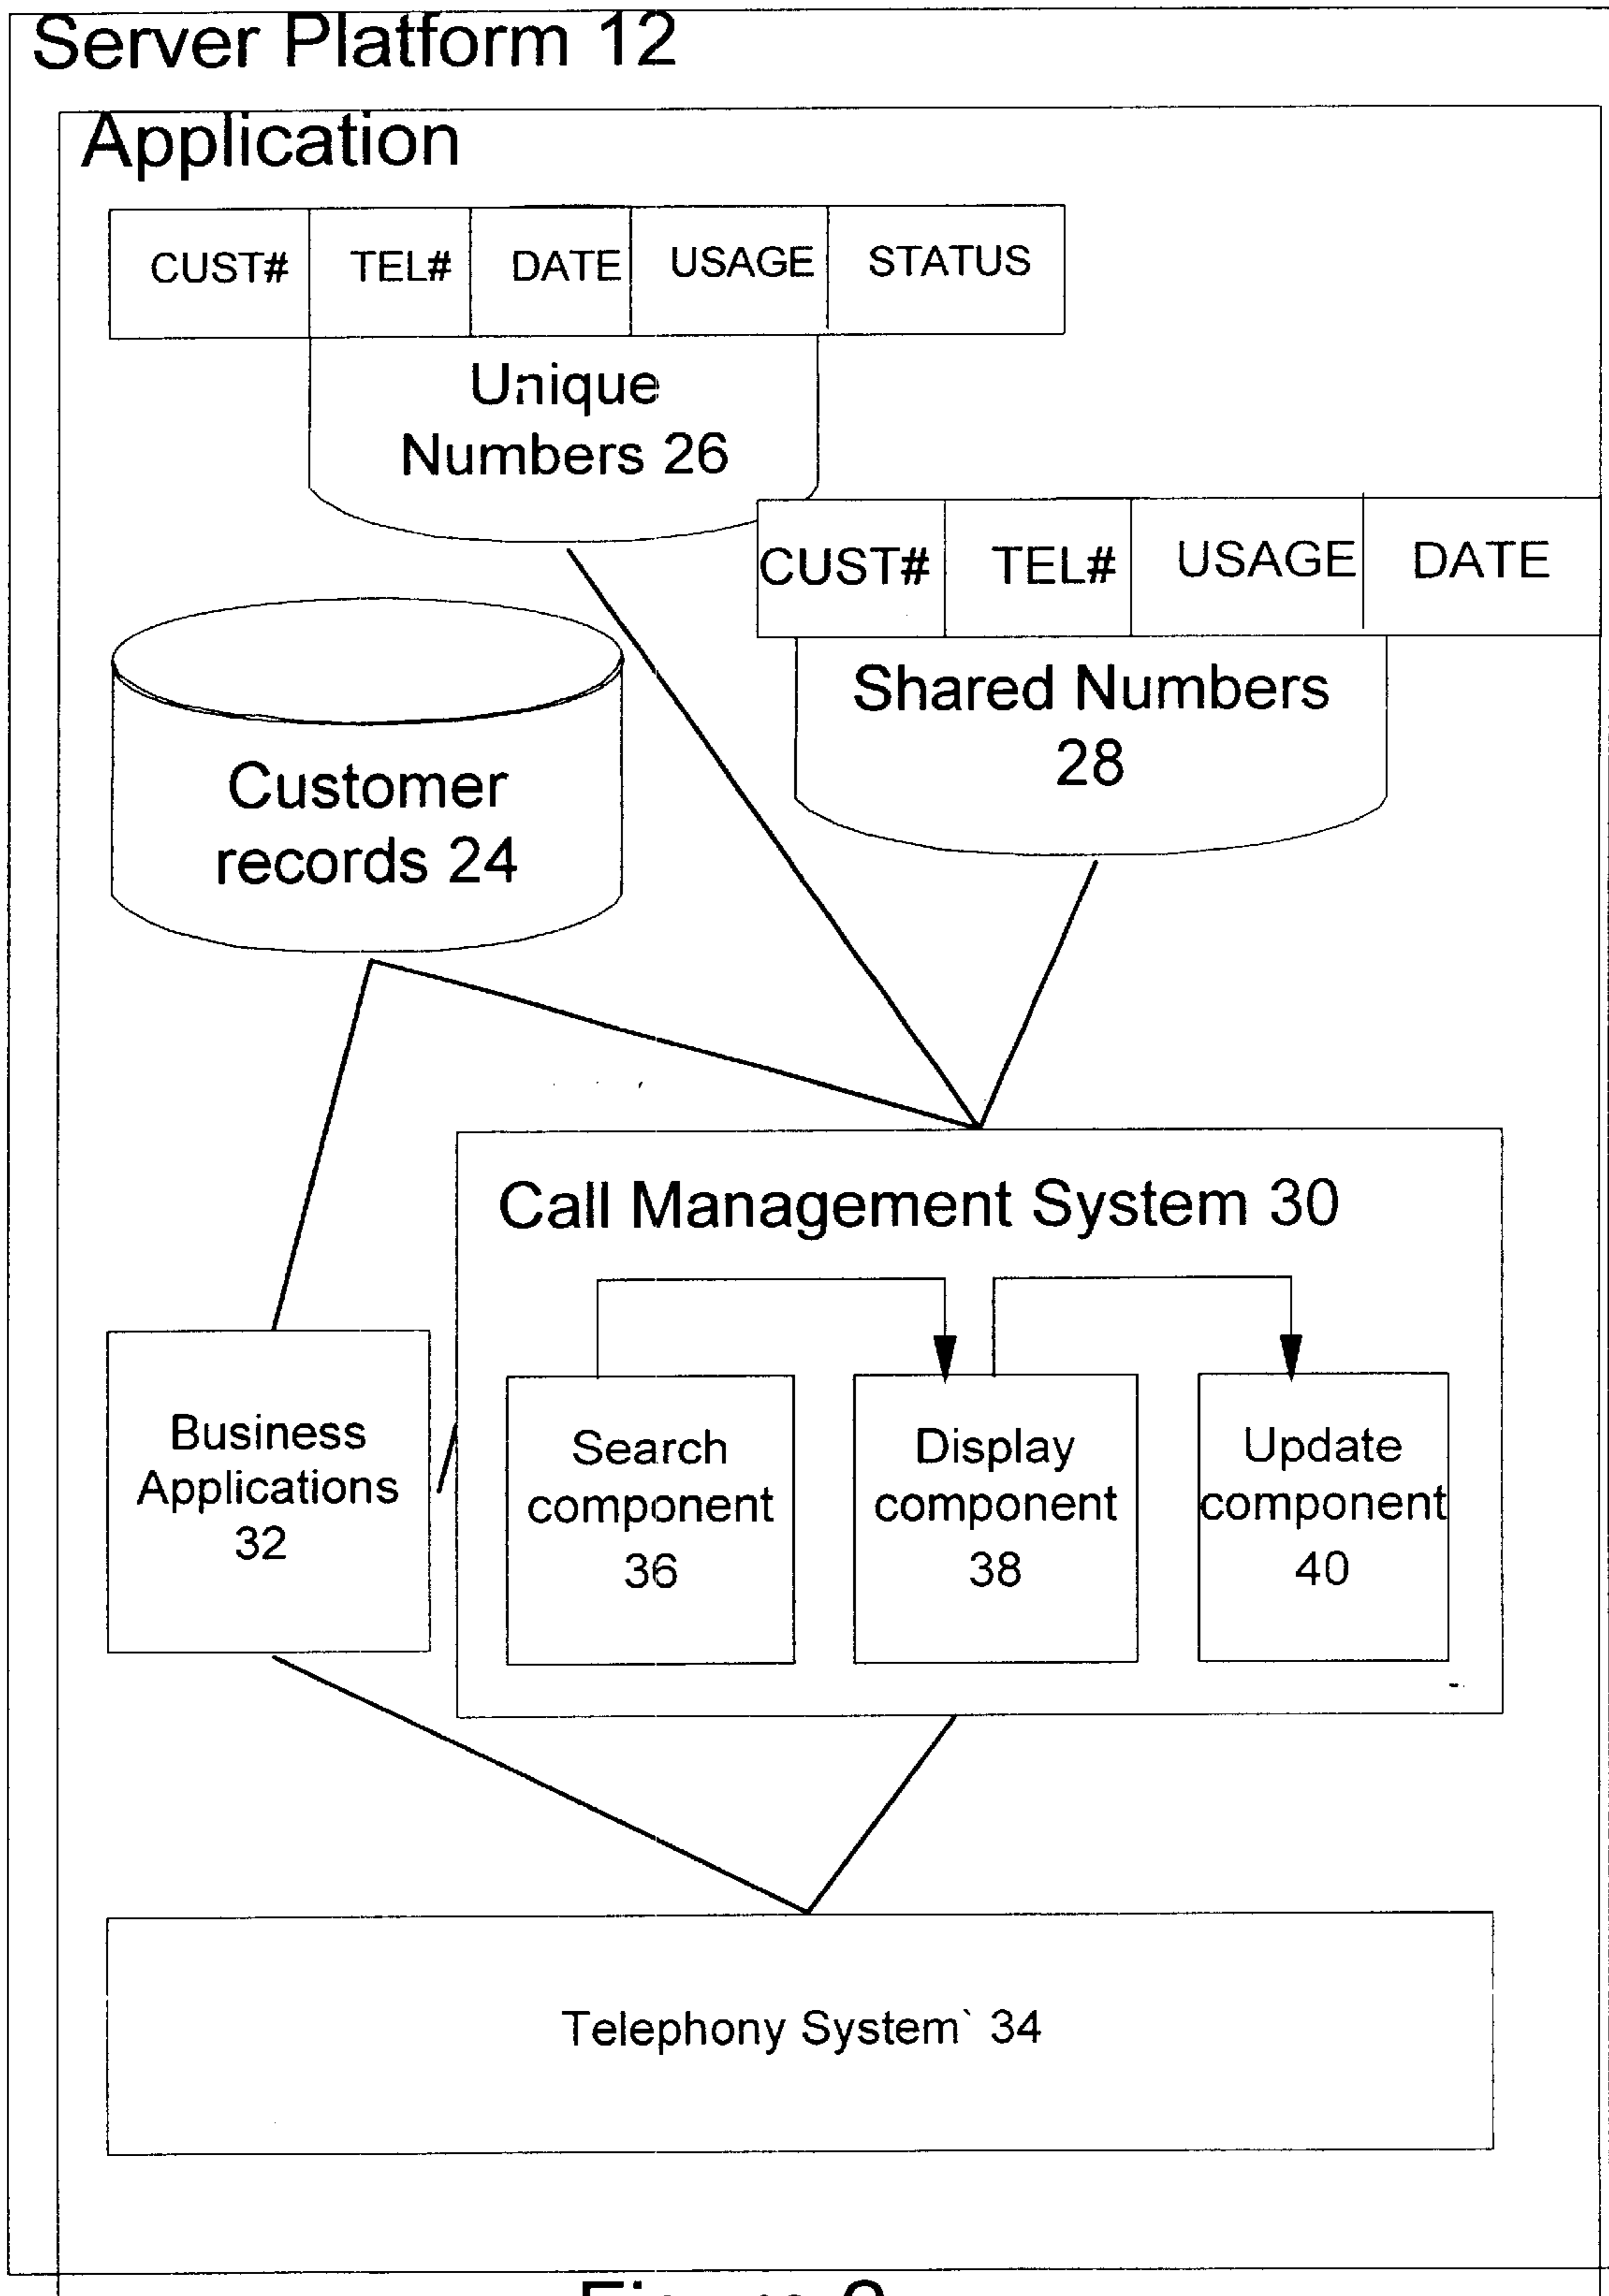 Server Platform 12
Application
CUST# TEL# DATE USAGE STATUS
Unique
Numbers 26
CUST# TEL# USAGE DATE
Shared Numbers
28
Customer
records 24
Call Management System 30
Business
Applications
32
Search
component
36
Display
component
38
Update
component
40
Telephony System` 34